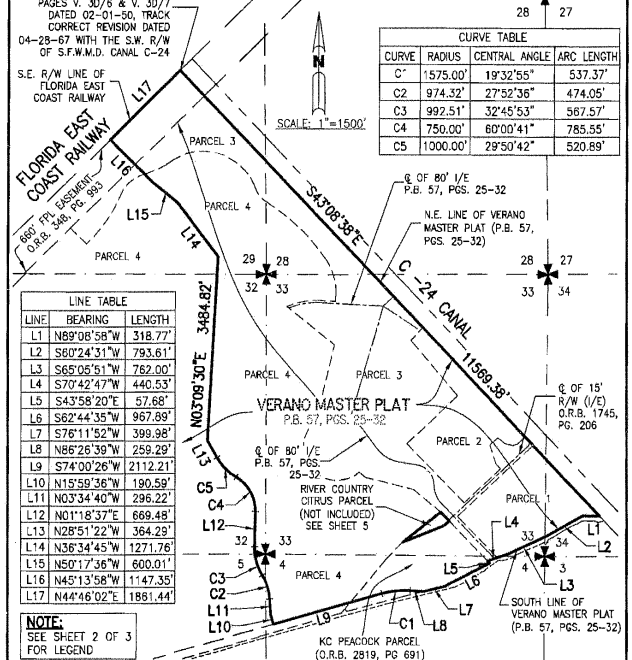 PAGES V. 3D/6 & V. 3D/7
DATED 02-01-50, TRACK
CORRECT REVISION DATED
04-28-67 WITH THE S.W. R/W
OF S.F.W.M.D. CANAL C-24
S.E. R/W LINE OF
FLORIDA EAST
COAST RAILWAY
FLORIDA EAST
COAST RAILWAY
660' FPL EASEMENT
O.R.B. 348, PG. 993
N
SCALE: 1"=1500'
28 27
CURVE TABLE
CURVE RADIUS CENTRAL ANGLE ARC LENGTH
C1 1575.00' 19°32'55" 537.37'
C2 974.32' 27°52'36" 474.05'
C3 992.51' 32°45'53" 567.57'
C4 750.00' 60°00'41" 785.55'
C5 1000.00' 29°50'42" 520.89'
L17
L16
L15
L14
PARCEL 3
PARCEL 4
PARCEL 4
S43°08'38"E
℄ OF 80' I/E
P.B. 57, PGS. 25-32
N.E. LINE OF VERANO
MASTER PLAT (P.B. 57,
PGS. 25-32)
29 28
32 33
28 27
33 34
C-24 CANAL
11569.38'
LINE TABLE
LINE BEARING LENGTH
L1 N89°08'58"W 318.77'
L2 S60°24'31"W 793.61'
L3 S65°05'51"W 762.00'
L4 S70°42'47"W 440.53'
L5 S43°58'20"E 57.68'
L6 S62°44'35"W 967.89'
L7 S76°11'52"W 399.98'
L8 N86°26'39"W 259.29'
L9 S74°00'26"W 2112.21'
L10 N15°59'36"W 190.59'
L11 N03°34'40"W 296.22'
L12 N01°18'37"E 669.48'
L13 N28°51'22"W 364.29'
L14 N36°34'45"W 1271.76'
L15 N50°17'36"W 600.01'
L16 N45°13'58"W 1147.35'
L17 N44°46'02"E 1861.44'
N03°09'30"E 3484.82'
PARCEL 4
PARCEL 3
VERANO MASTER PLAT
P.B. 57, PGS. 25-32
℄ OF 15'
R/W (I/E)
O.R.B. 1745,
PG. 206
PARCEL 2
℄ OF 80' I/E
P.B. 57, PGS.
25-32
L13
C5
C4
L12
RIVER COUNTRY
CITRUS PARCEL
(NOT INCLUDED)
SEE SHEET 5
PARCEL 1
L1
L2
L3
L4
L5
L6
L7
L8
C1
L9
32 33
5 4
33 34
4 3
C3
C2
L11
L10
PARCEL 4
SOUTH LINE OF
VERANO MASTER PLAT
(P.B. 57, PGS. 25-32)
KC PEACOCK PARCEL
(O.R.B. 2819, PG 691)
NOTE:
SEE SHEET 2 OF 3
FOR LEGEND